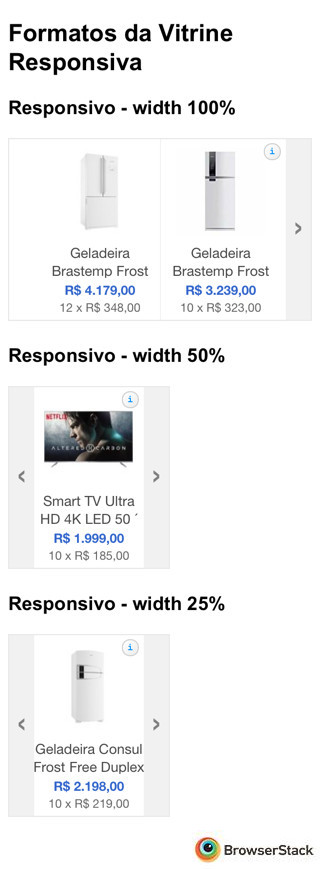 Formatos da Vitrine
Responsiva
Responsivo - width 100%
i
Geladeira
Brastemp Frost
R$ 4.179,00
12 x R$ 348,00
Geladeira
Brastemp Frost
R$ 3.239,00
10 x R$ 323,00
›
Responsivo - width 50%
i
NETFLIX
ALTERED CARBON
‹
›
Smart TV Ultra
HD 4K LED 50 ´
R$ 1.999,00
10 x R$ 185,00
Responsivo - width 25%
i
‹
›
Geladeira Consul
Frost Free Duplex
R$ 2.198,00
10 x R$ 219,00
BrowserStack